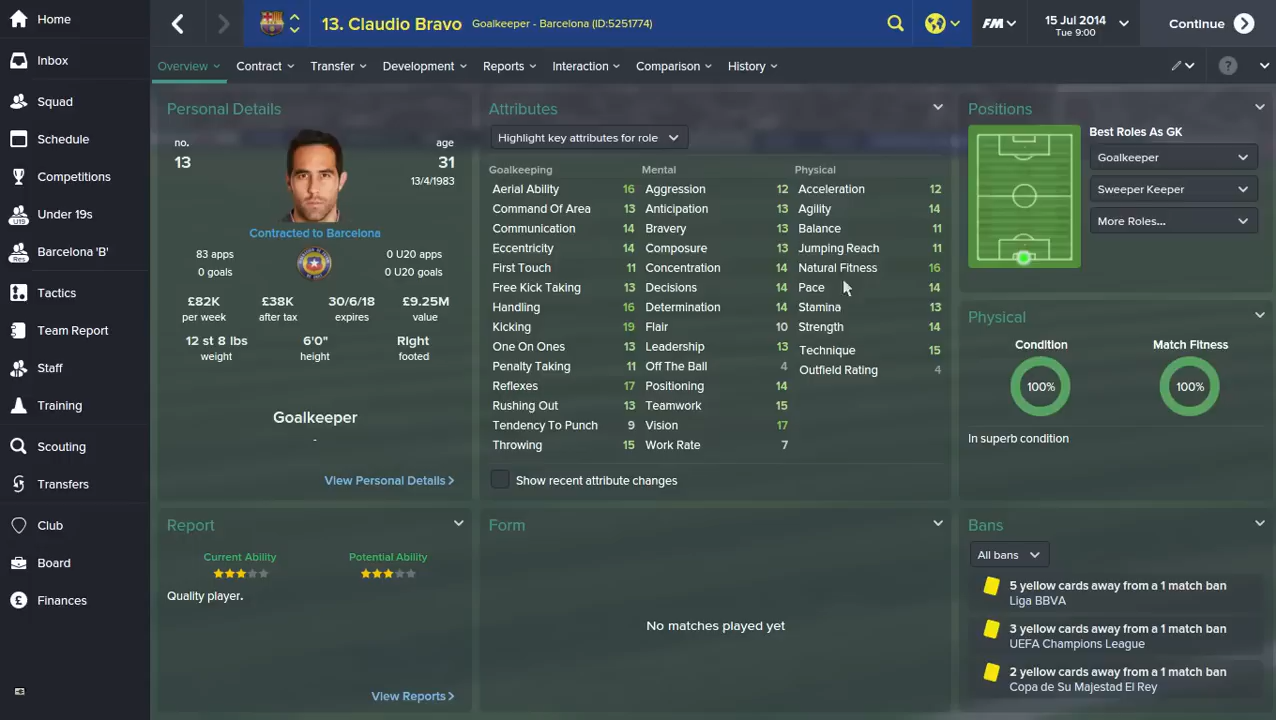 Home
Inbox
Squad
Schedule
Competitions
U19
Under 19s
Res
Barcelona 'B'
Tactics
Team Report
Staff
Training
Scouting
Transfers
Club
Board
Finances
13. Claudio Bravo
Goalkeeper - Barcelona (ID:5251774)
FM
15 Jul 2014
Tue 9:00
Continue
Overview
Contract
Transfer
Development
Reports
Interaction
Comparison
History
?
Personal Details
no.
13
age
31
13/4/1983
Contracted to Barcelona
83 apps
0 goals
0 U20 apps
0 U20 goals
£82K per week
£38K after tax
30/6/18 expires
£9.25M value
12 st 8 lbs weight
6'0" height
Right footed
Goalkeeper
-
View Personal Details >
Attributes
Highlight key attributes for role
Goalkeeping
Aerial Ability 16
Command Of Area 13
Communication 14
Eccentricity 14
First Touch 11
Free Kick Taking 13
Handling 16
Kicking 19
One On Ones 13
Penalty Taking 11
Reflexes 17
Rushing Out 13
Tendency To Punch 9
Throwing 15
Mental
Aggression 12
Anticipation 13
Bravery 13
Composure 13
Concentration 14
Decisions 14
Determination 14
Flair 10
Leadership 13
Off The Ball 4
Positioning 14
Teamwork 15
Vision 17
Work Rate 7
Physical
Acceleration 12
Agility 14
Balance 11
Jumping Reach 11
Natural Fitness 16
Pace 14
Stamina 13
Strength 14
Technique 15
Outfield Rating 4
Show recent attribute changes
Positions
Best Roles As GK
Goalkeeper
Sweeper Keeper
More Roles...
Physical
Condition
100%
Match Fitness
100%
In superb condition
Report
Current Ability
Potential Ability
Quality player.
View Reports >
Form
No matches played yet
Bans
All bans
5 yellow cards away from a 1 match ban
Liga BBVA
3 yellow cards away from a 1 match ban
UEFA Champions League
2 yellow cards away from a 1 match ban
Copa de Su Majestad El Rey